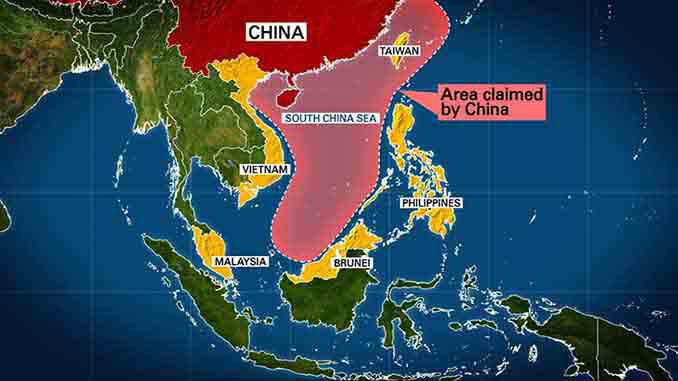 CHINA
TAIWAN
Area claimed
by China
SOUTH CHINA SEA
VIETNAM
PHILIPPINES
MALAYSIA
BRUNEI